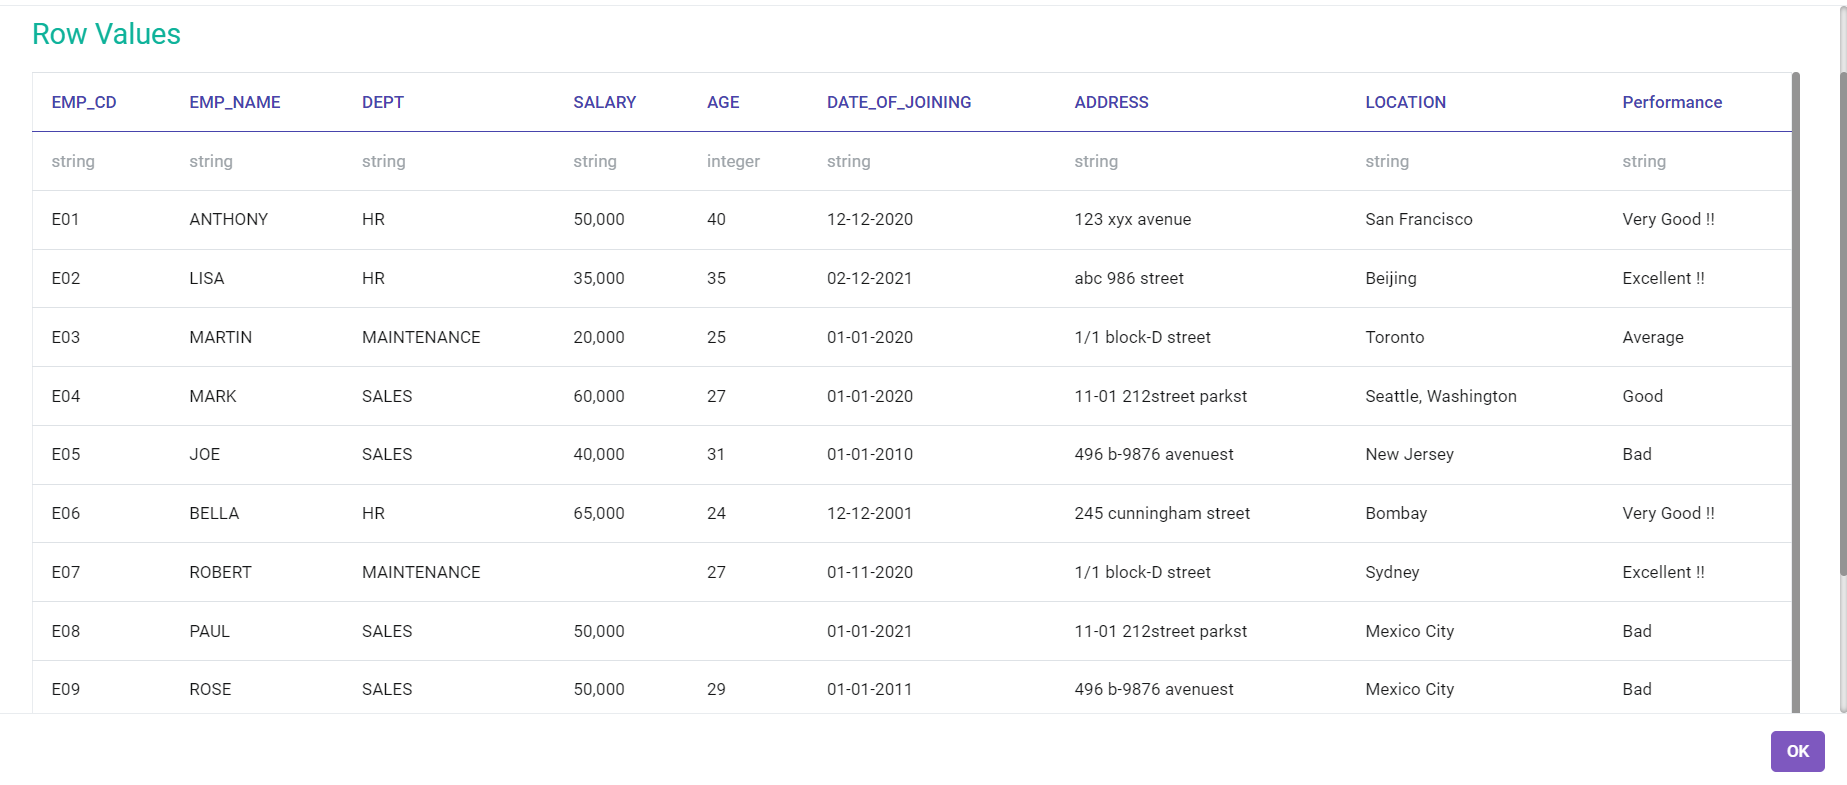 Row Values
EMP_CD EMP_NAME DEPT SALARY AGE DATE_OF_JOINING ADDRESS LOCATION Performance
string string string string integer string string string string
E01 ANTHONY HR 50,000 40 12-12-2020 123 xyx avenue San Francisco Very Good !!
E02 LISA HR 35,000 35 02-12-2021 abc 986 street Beijing Excellent !!
E03 MARTIN MAINTENANCE 20,000 25 01-01-2020 1/1 block-D street Toronto Average
E04 MARK SALES 60,000 27 01-01-2020 11-01 212street parkst Seattle, Washington Good
E05 JOE SALES 40,000 31 01-01-2010 496 b-9876 avenuest New Jersey Bad
E06 BELLA HR 65,000 24 12-12-2001 245 cunningham street Bombay Very Good !!
E07 ROBERT MAINTENANCE 27 01-11-2020 1/1 block-D street Sydney Excellent !!
E08 PAUL SALES 50,000 01-01-2021 11-01 212street parkst Mexico City Bad
E09 ROSE SALES 50,000 29 01-01-2011 496 b-9876 avenuest Mexico City Bad
OK